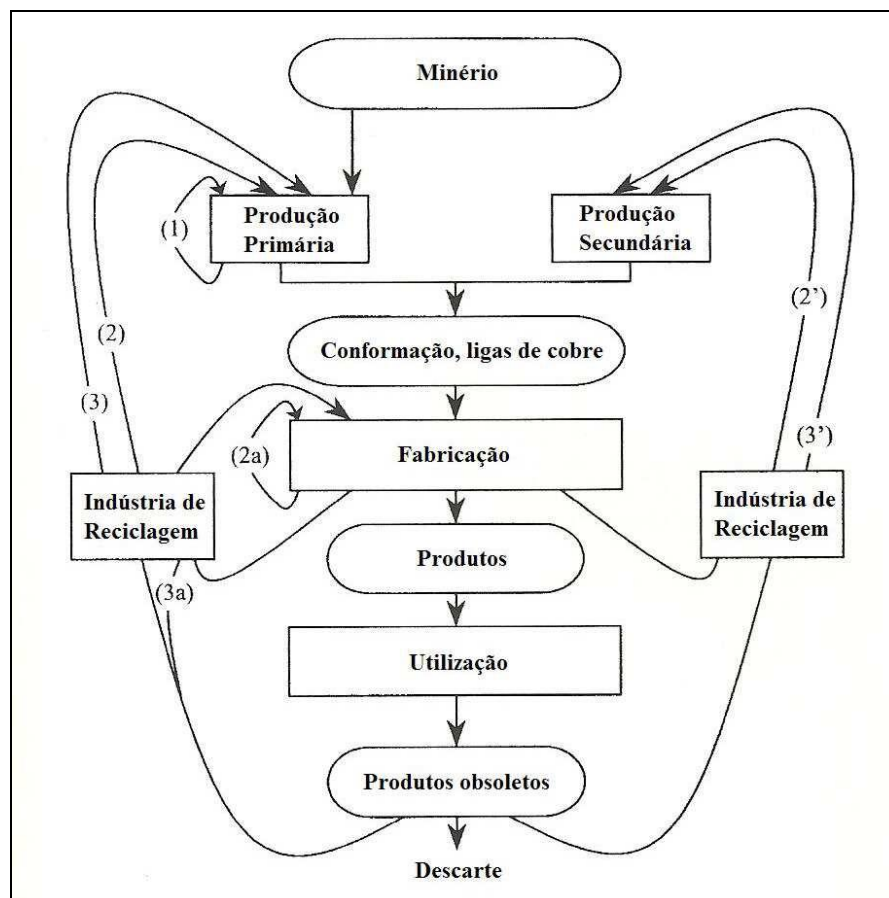 Minério
Produção
Primária
Produção
Secundária
(1)
(2)
(2’)
Conformação, ligas de cobre
(3)
(3’)
(2a)
Fabricação
Indústria de
Reciclagem
Indústria de
Reciclagem
Produtos
(3a)
Utilização
Produtos obsoletos
Descarte